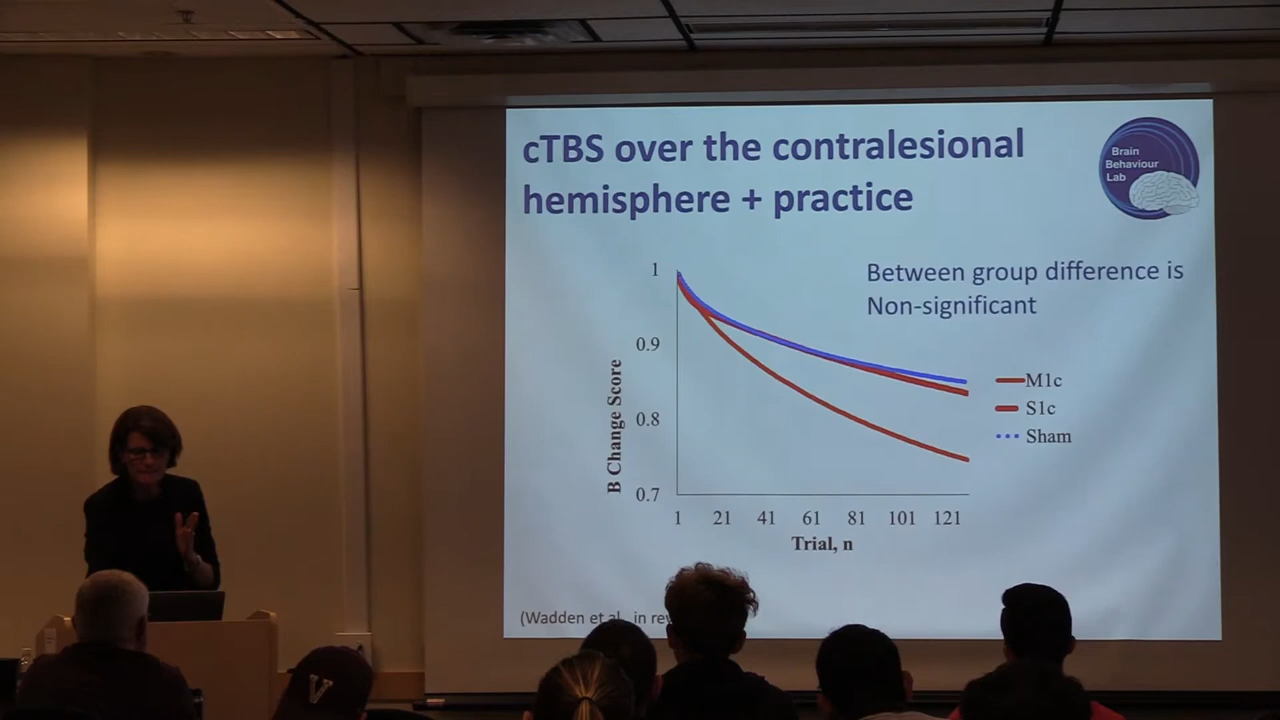 cTBS over the contralesional
hemisphere + practice
Brain
Behaviour
Lab
Between group difference is
Non-significant
1
0.9
0.8
0.7
B Change Score
M1c
S1c
Sham
1 21 41 61 81 101 121
Trial, n
(Wadden et al., in
V